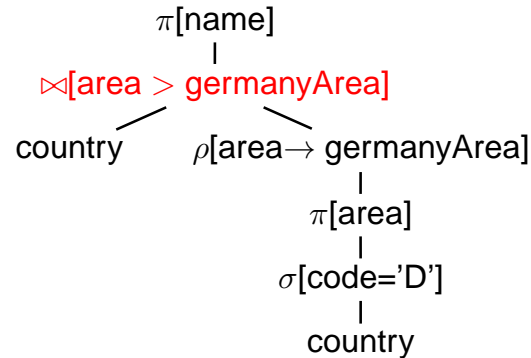 π[name]
⋈[area > germanyArea]
country ρ[area→ germanyArea]
π[area]
σ[code='D']
country